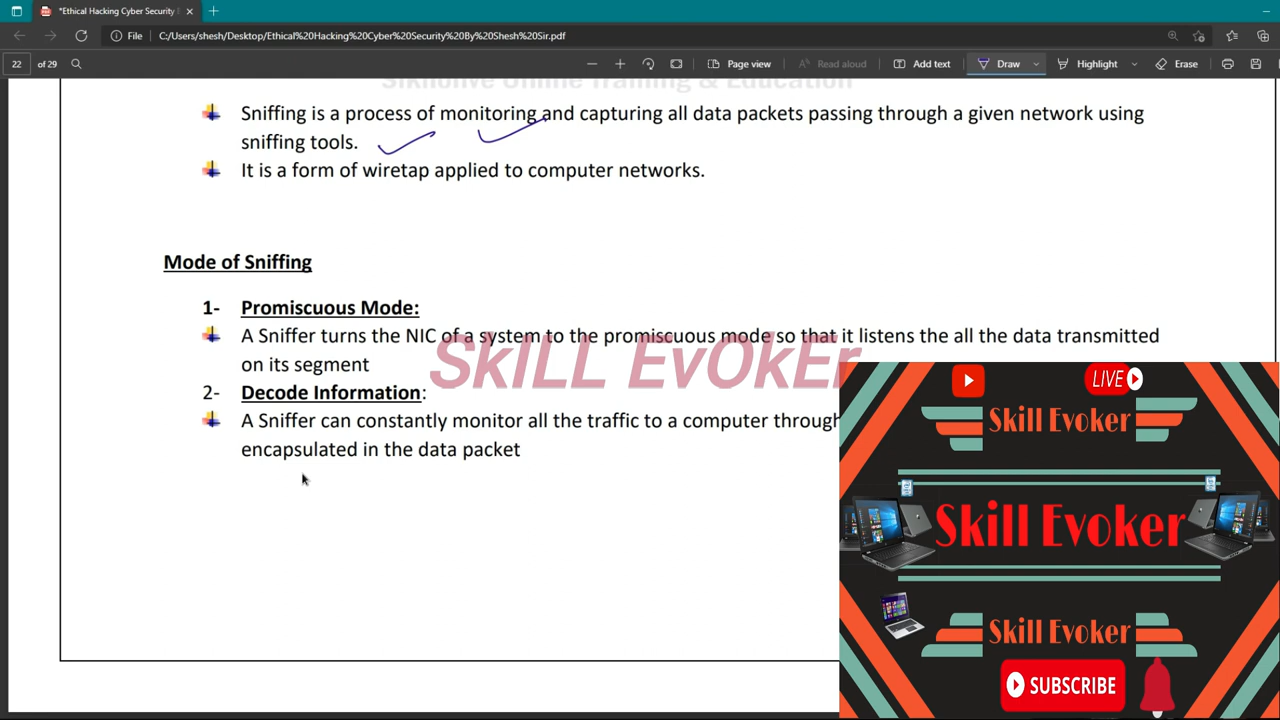 *Ethical Hacking Cyber Security
File
C:/Users/shesh/Desktop/Ethical%20Hacking%20Cyber%20Security%20By%20Shesh%20Sir.pdf
22 of 29
Page view
Read aloud
Add text
Draw
Highlight
Erase
Online Training & Education
Sniffing is a process of monitoring and capturing all data packets passing through a given network using
sniffing tools.
It is a form of wiretap applied to computer networks.
Mode of Sniffing
1- Promiscuous Mode:
A Sniffer turns the NIC of a system to the promiscuous mode so that it listens the all the data transmitted
on its segment
SkILL EvOkEr
2- Decode Information:
A Sniffer can constantly monitor all the traffic to a computer through
encapsulated in the data packet
LIVE
Skill Evoker
Skill Evoker
Skill Evoker
SUBSCRIBE